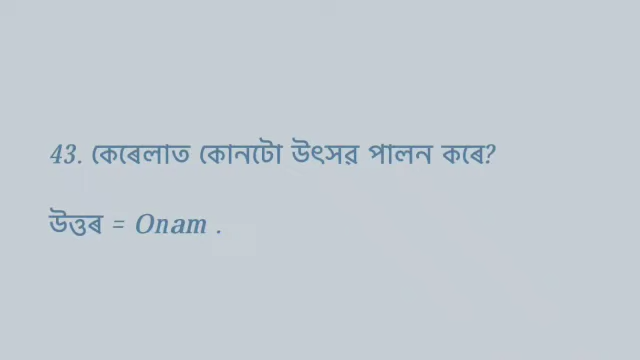 43. কেৰেলাত কোনটো উৎসৱ পালন কৰে?
উত্তৰ = Onam .